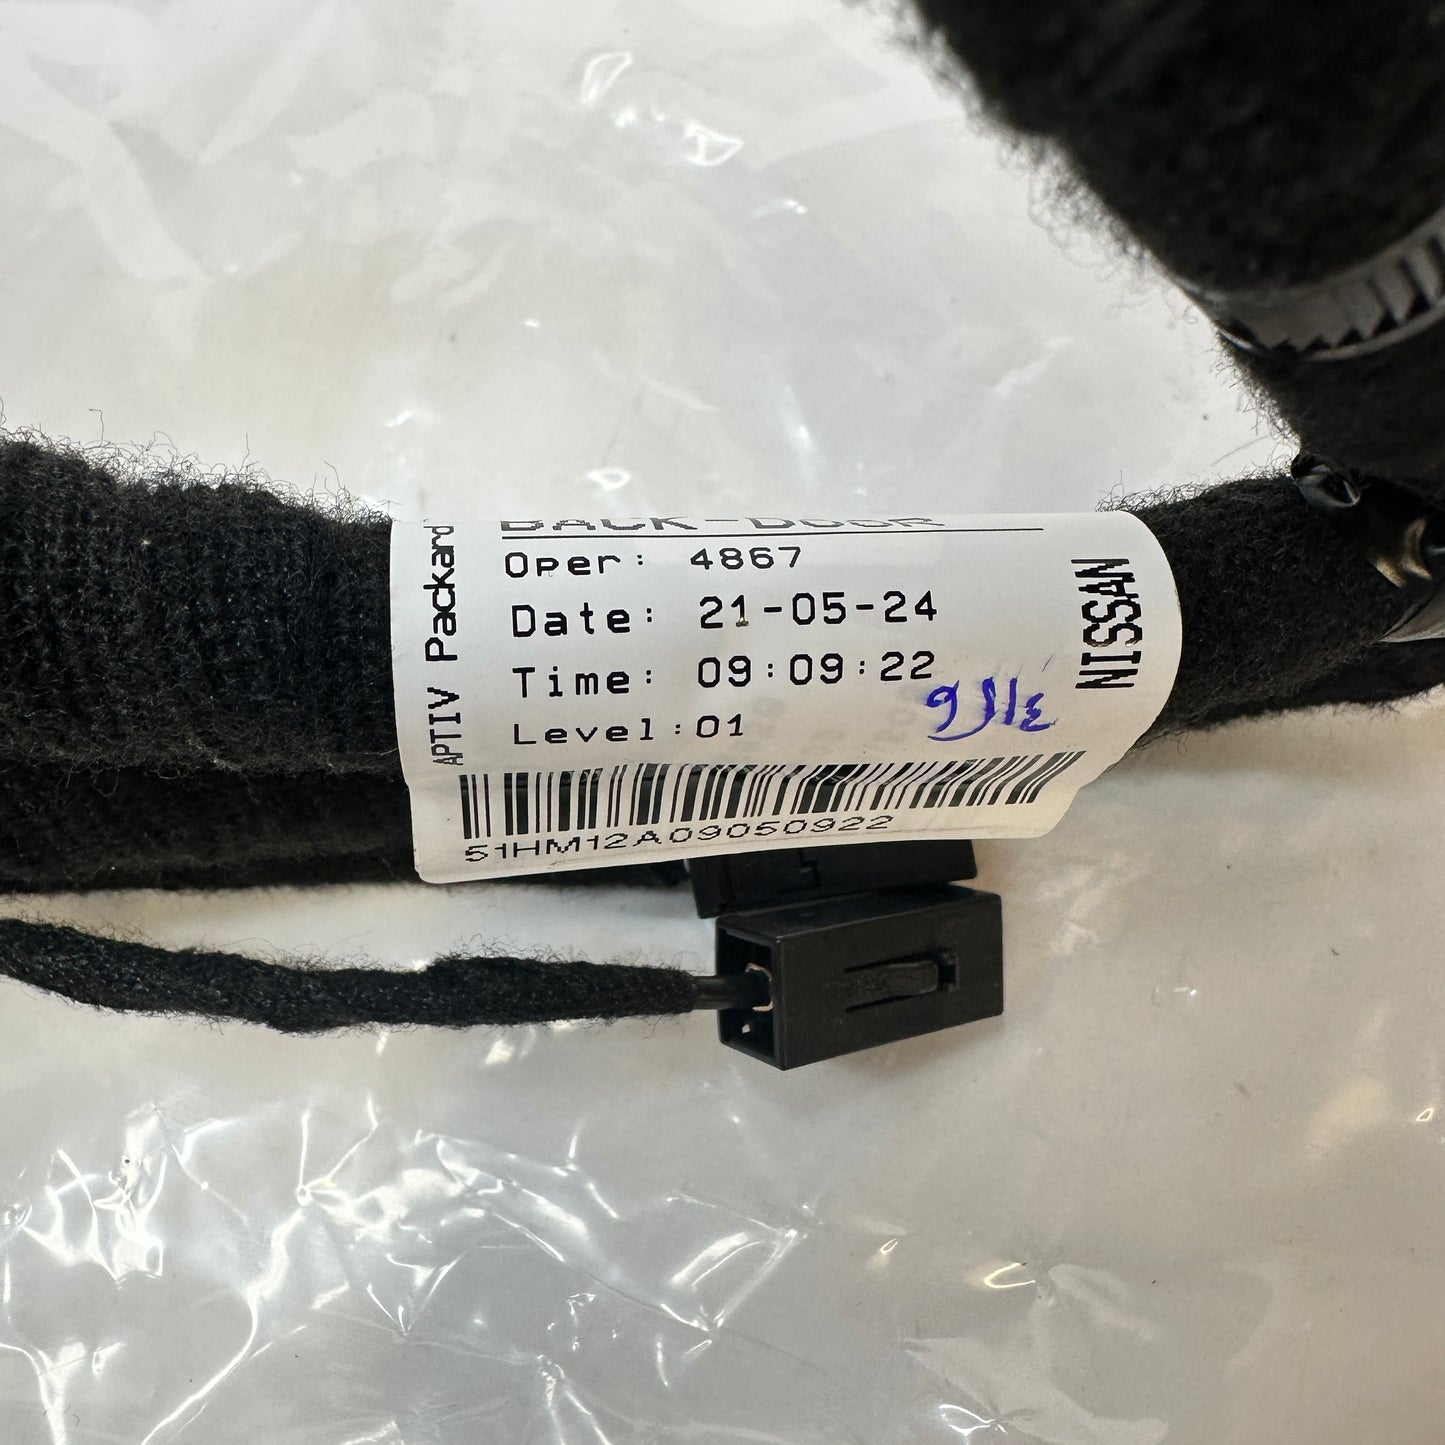 BACK-DOOR
Oper: 4867
Date: 21-05-24
Time: 09:09:22
Level:01
51HM12A09050922
APTIV Packard
NISSAN